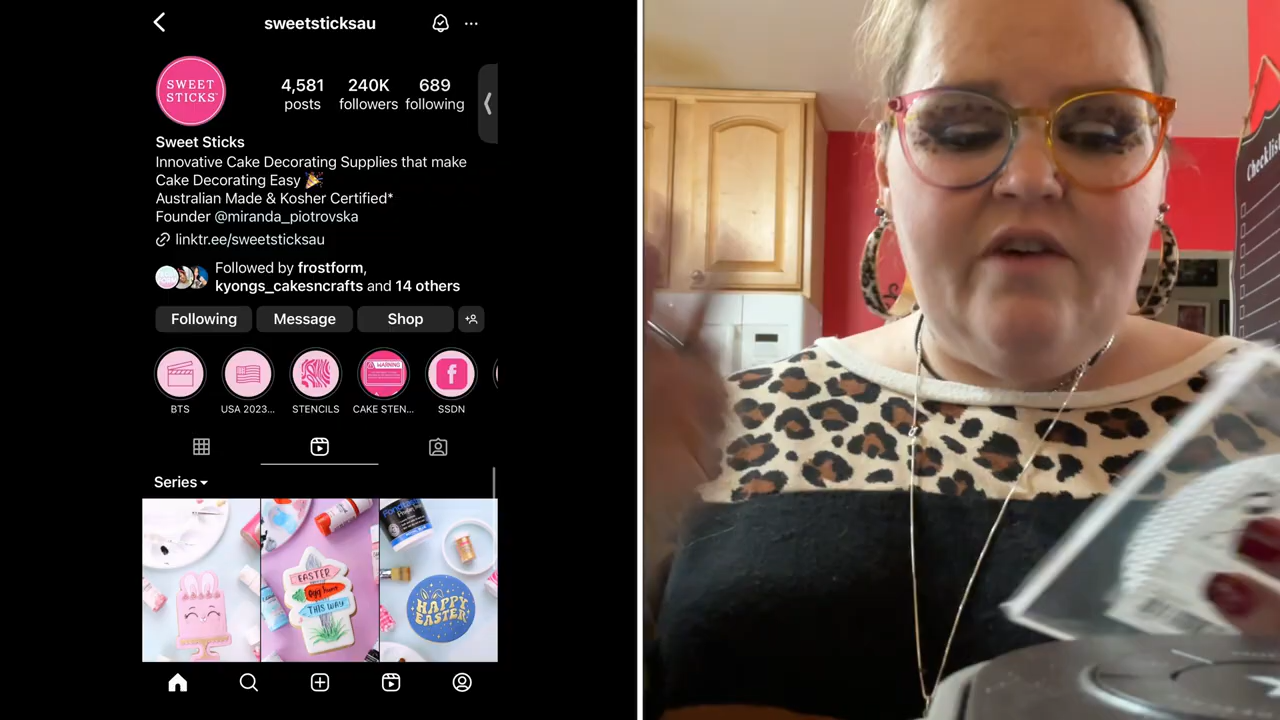 sweetsticksau
SWEET
STICKS
4,581
posts
240K
followers
689
following
Sweet Sticks
Innovative Cake Decorating Supplies that make
Cake Decorating Easy 🎉
Australian Made & Kosher Certified*
Founder @miranda_piotrovska
linktr.ee/sweetsticksau
Followed by frostform,
kyongs_cakesncrafts and 14 others
Following
Message
Shop
WARNING
BTS
USA 2023...
STENCILS
CAKE STEN...
SSDN
Series
EASTER
THIS WAY
HAPPY
EASTER
Checklist